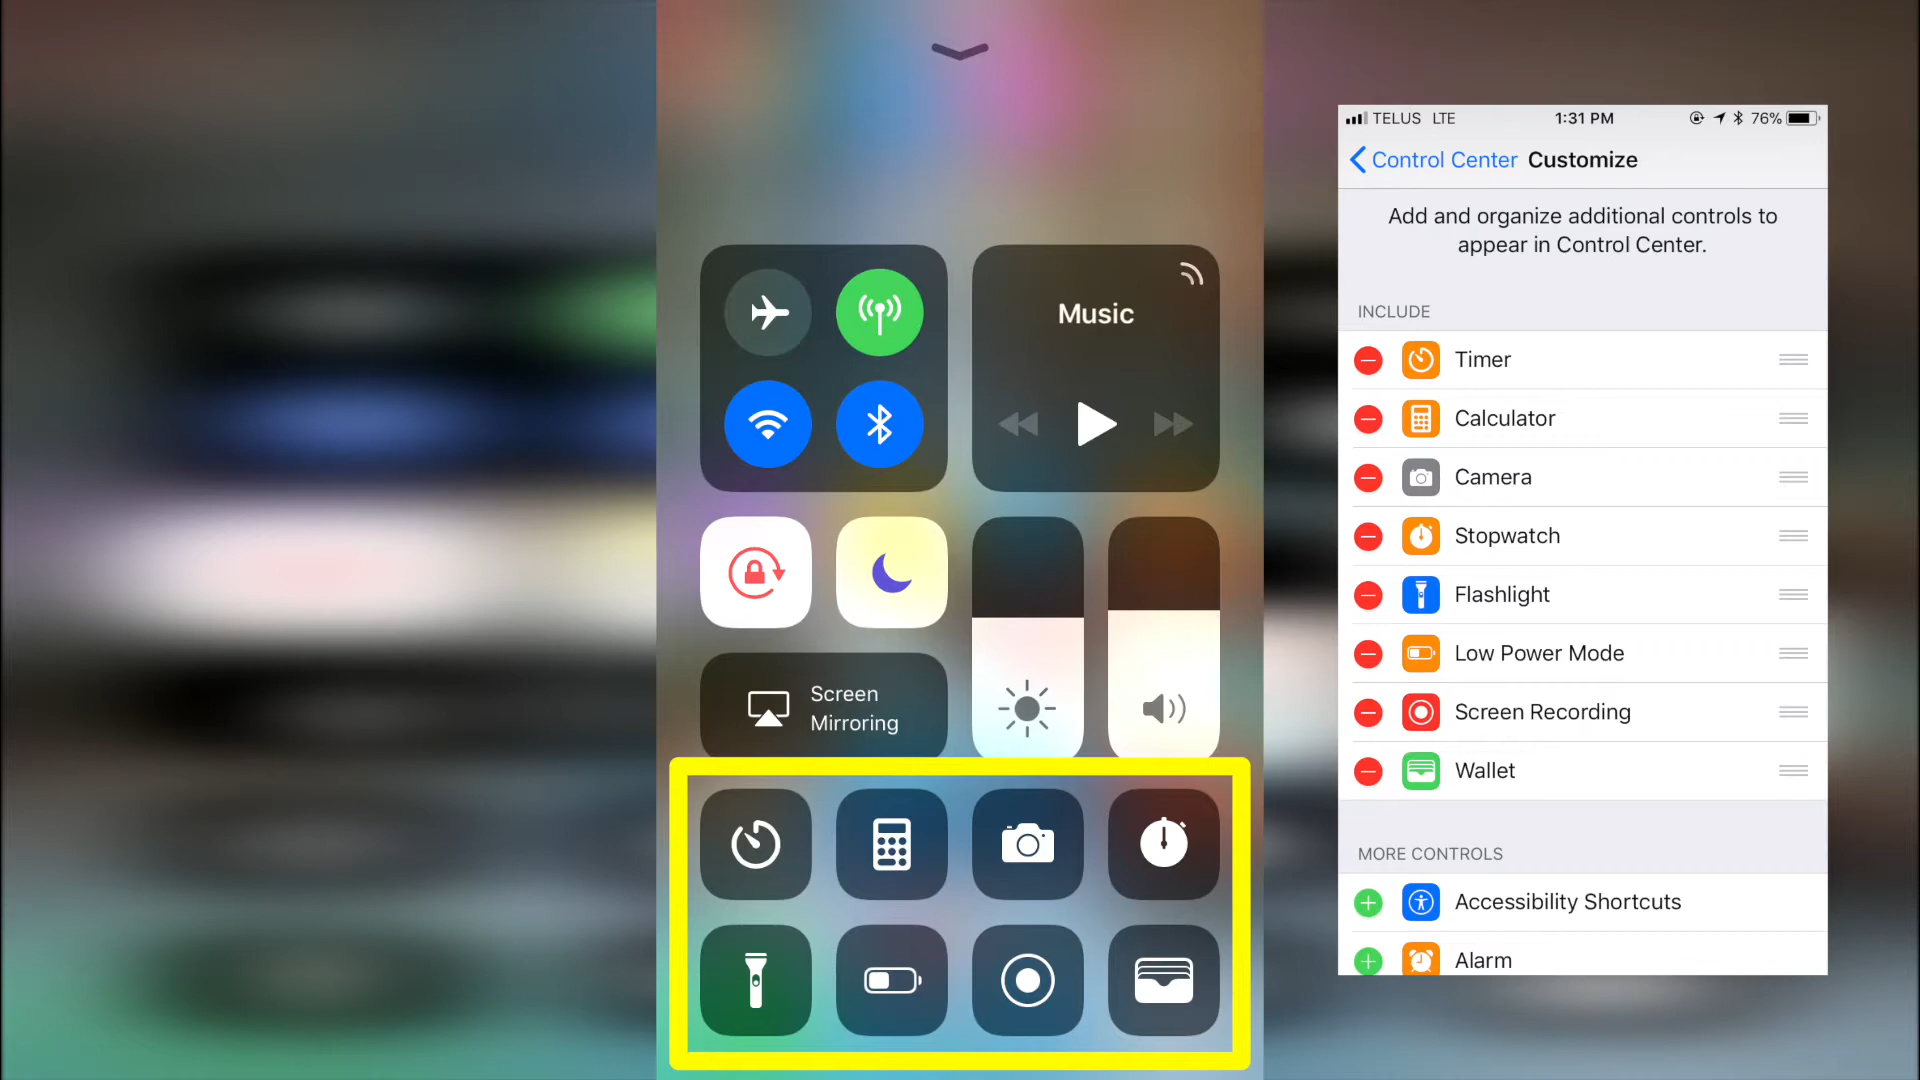 Music
Screen
Mirroring
TELUS LTE 1:31 PM 76%
Control Center Customize
Add and organize additional controls to
appear in Control Center.
INCLUDE
Timer
Calculator
Camera
Stopwatch
Flashlight
Low Power Mode
Screen Recording
Wallet
MORE CONTROLS
Accessibility Shortcuts
Alarm